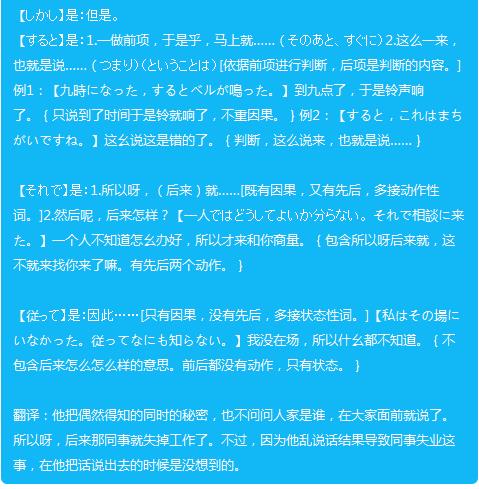 【しかし】是：但是。
【すると】是：1.一做前项，于是乎，马上就……（そのあと、すぐに）2.这么一来，
也就是说……（つまり）（ということは）[依据前项进行判断，后项是判断的内容。]
例1：【九時になった，するとベルが鳴った。】到九点了，于是铃声响
了。｛只说到了时间于是铃就响了，不重因果。｝例2：【すると，これはまち
がいですね。】这幺说这是错的了。｛判断，这么说来，也就是说……｝
【それで】是：1.所以呀，（后来）就……[既有因果，又有先后，多接动作性
词。]2.然后呢，后来怎样？【一人ではどうしてよいか分らない。それで相談に来
た。】一个人不知道怎幺办好，所以才来和你商量。｛包含所以呀后来就，这
不就来找你来了嘛。有先后两个动作。｝
【従って】是：因此……[只有因果，没有先后，多接状态性词。]【私はその場に
いなかった。従ってなにも知らない。】我没在场，所以什幺都不知道。｛不
包含后来怎么怎么样的意思。前后都没有动作，只有状态。｝
翻译：他把偶然得知的同时的秘密，也不问问人家是谁，在大家面前就说了。
所以呀，后来那同事就失掉工作了。不过，因为他乱说话结果导致同事失业这
事，在他把话说出去的时候是没想到的。